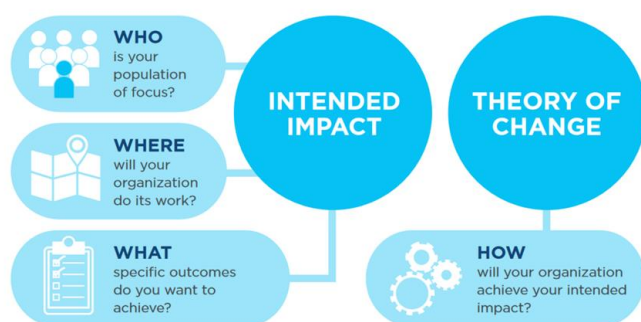 WHO
is your
population
of focus?
WHERE
will your
organization
do its work?
WHAT
specific outcomes
do you want to
achieve?
INTENDED
IMPACT
THEORY OF
CHANGE
HOW
will your organization
achieve your intended
impact?